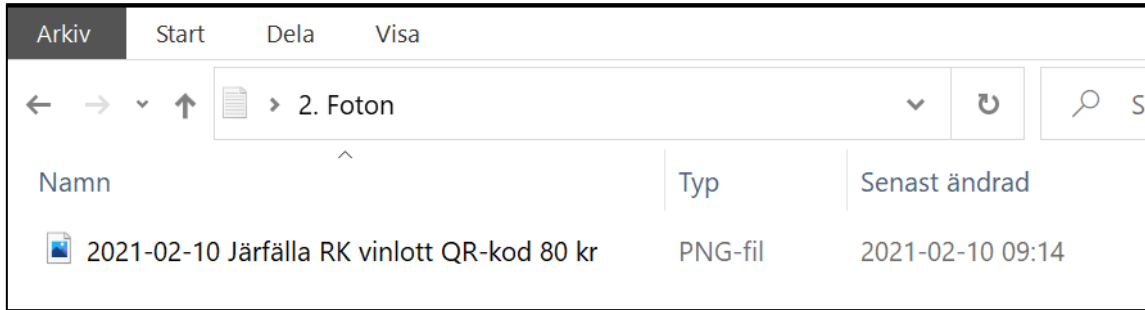 Arkiv Start Dela Visa
2. Foton S
Namn Typ Senast ändrad
2021-02-10 Järfälla RK vinlott QR-kod 80 kr PNG-fil 2021-02-10 09:14